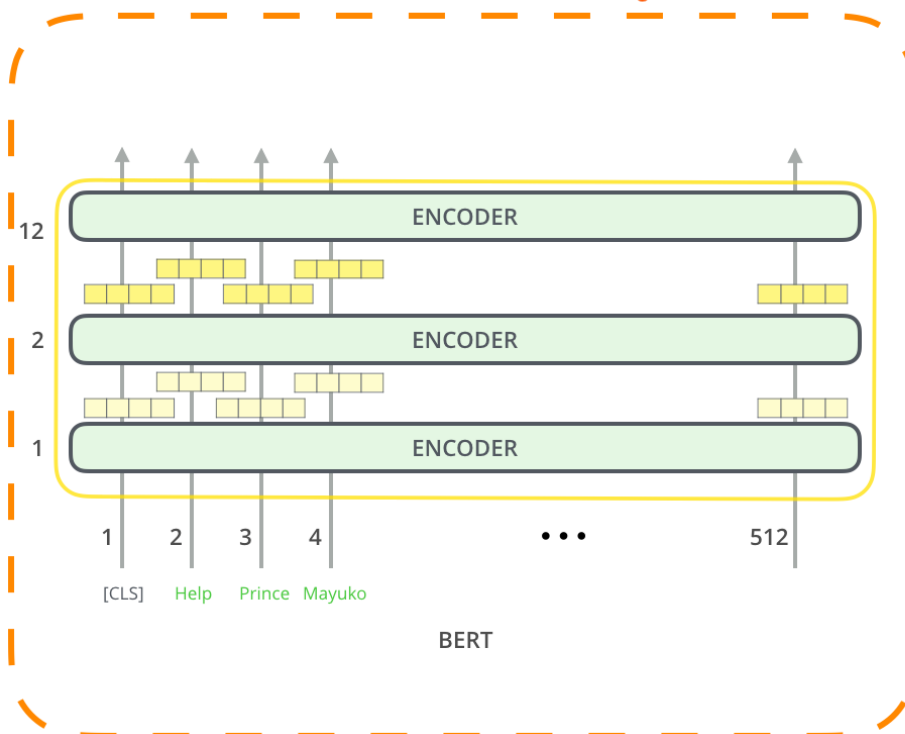 12 ENCODER
2 ENCODER
1 ENCODER
1 2 3 4 ••• 512
[CLS] Help Prince Mayuko
BERT